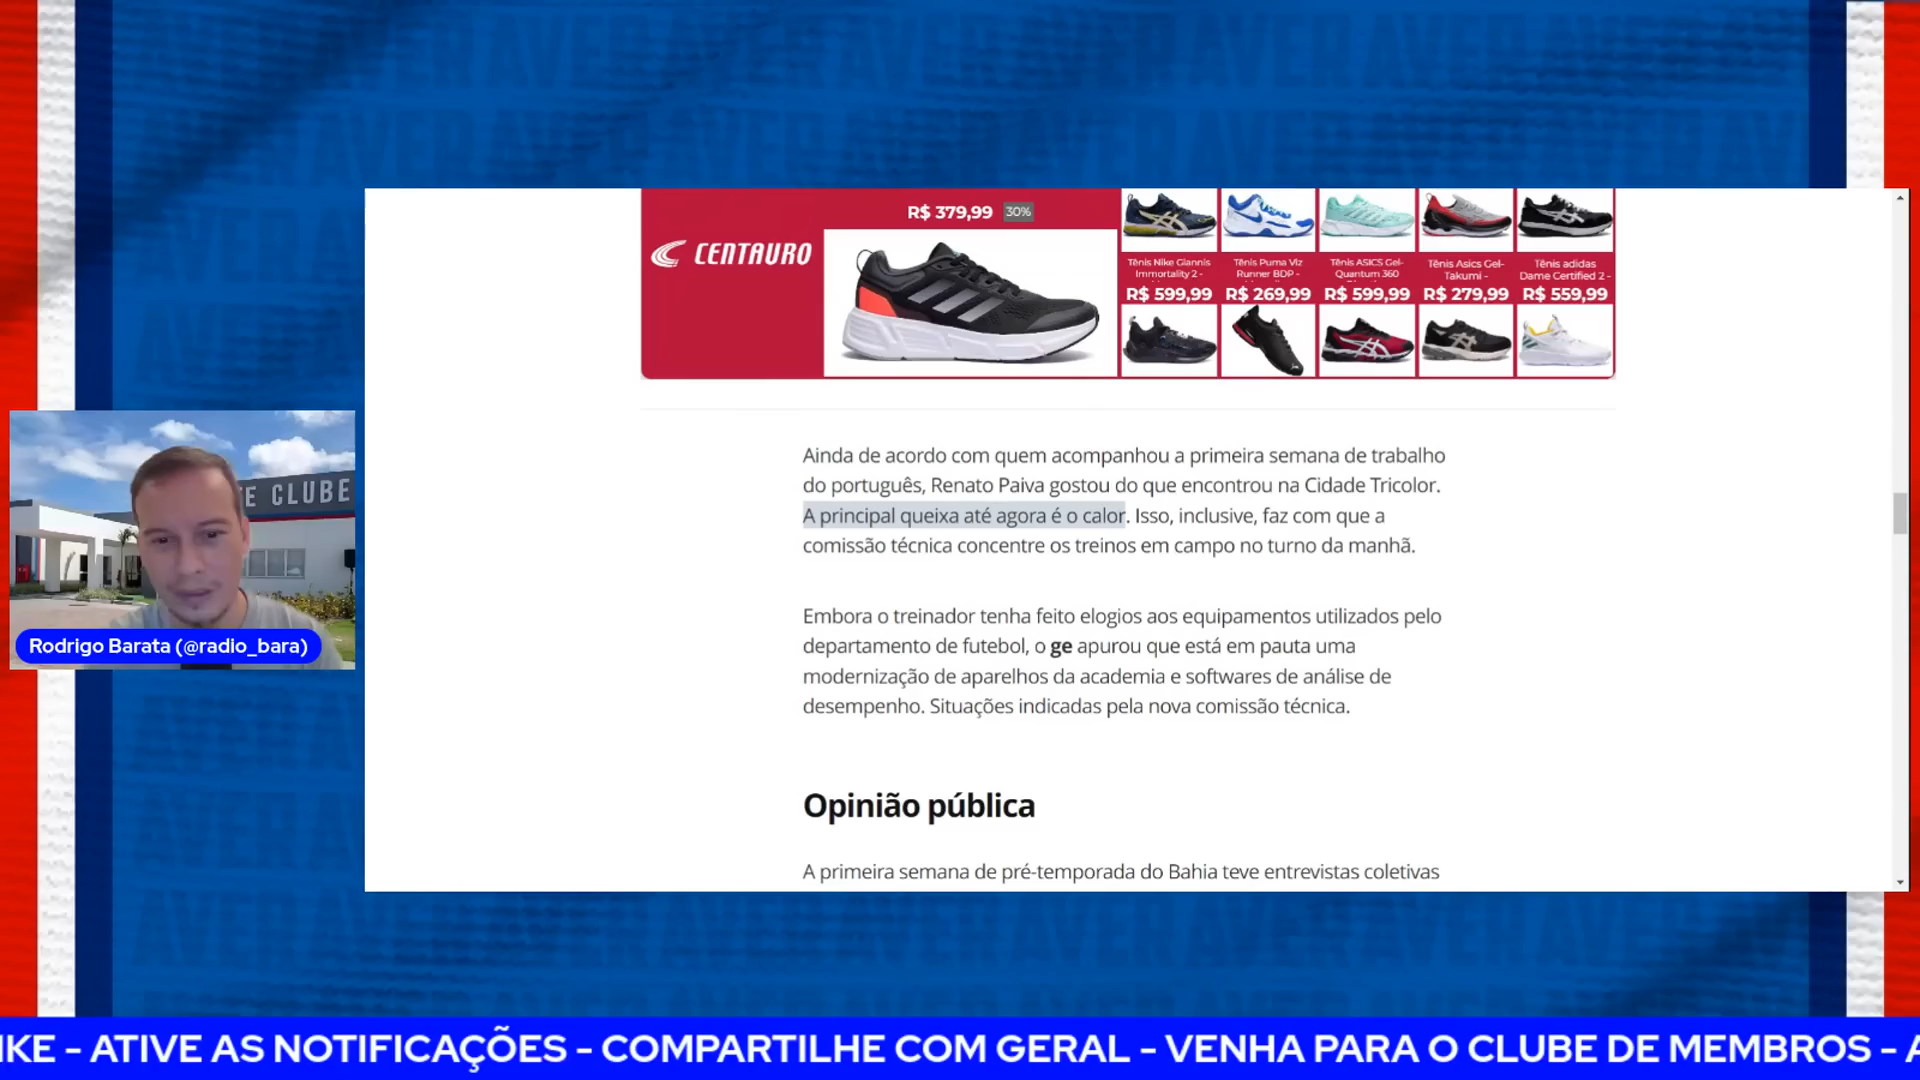 R$ 379,99 30%
CENTAURO
Tênis Nike Giannis
Immortality 2 -
R$ 599,99
Tênis Puma Viz
Runner BDP -
R$ 269,99
Tênis ASICS Gel-
Quantum 360
R$ 599,99
Tênis Asics Gel-
Takumi -
R$ 279,99
Tênis adidas
Dame Certified 2 -
R$ 559,99
Ainda de acordo com quem acompanhou a primeira semana de trabalho
do português, Renato Paiva gostou do que encontrou na Cidade Tricolor.
A principal queixa até agora é o calor. Isso, inclusive, faz com que a
comissão técnica concentre os treinos em campo no turno da manhã.
Embora o treinador tenha feito elogios aos equipamentos utilizados pelo
departamento de futebol, o ge apurou que está em pauta uma
modernização de aparelhos da academia e softwares de análise de
desempenho. Situações indicadas pela nova comissão técnica.
Opinião pública
A primeira semana de pré-temporada do Bahia teve entrevistas coletivas
E CLUBE
Rodrigo Barata (@radio_bara)
IKE - ATIVE AS NOTIFICAÇÕES - COMPARTILHE COM GERAL - VENHA PARA O CLUBE DE MEMBROS - A